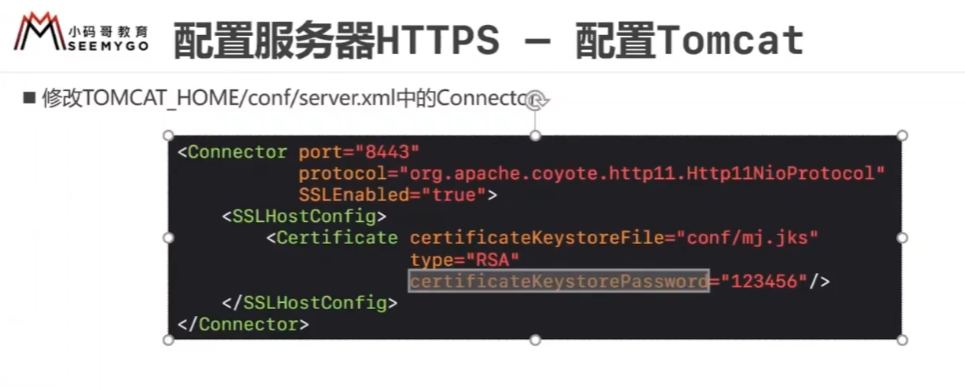 小码哥教育
SEEMYGO
配置服务器HTTPS — 配置Tomcat
■ 修改TOMCAT_HOME/conf/server.xml中的Connector
<Connector port="8443"
protocol="org.apache.coyote.http11.Http11NioProtocol"
SSLEnabled="true">
<SSLHostConfig>
<Certificate certificateKeystoreFile="conf/mj.jks"
type="RSA"
certificateKeystorePassword="123456"/>
</SSLHostConfig>
</Connector>